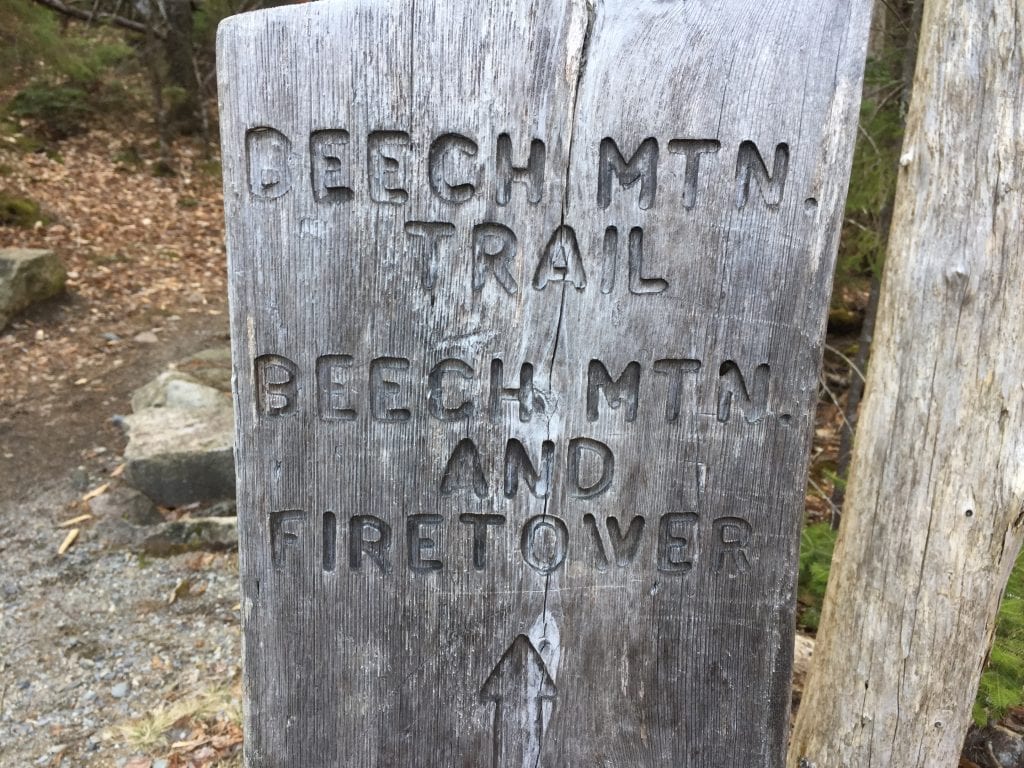 BEECH MTN.
TRAIL
BEECH MTN.
AND
FIRETOWER